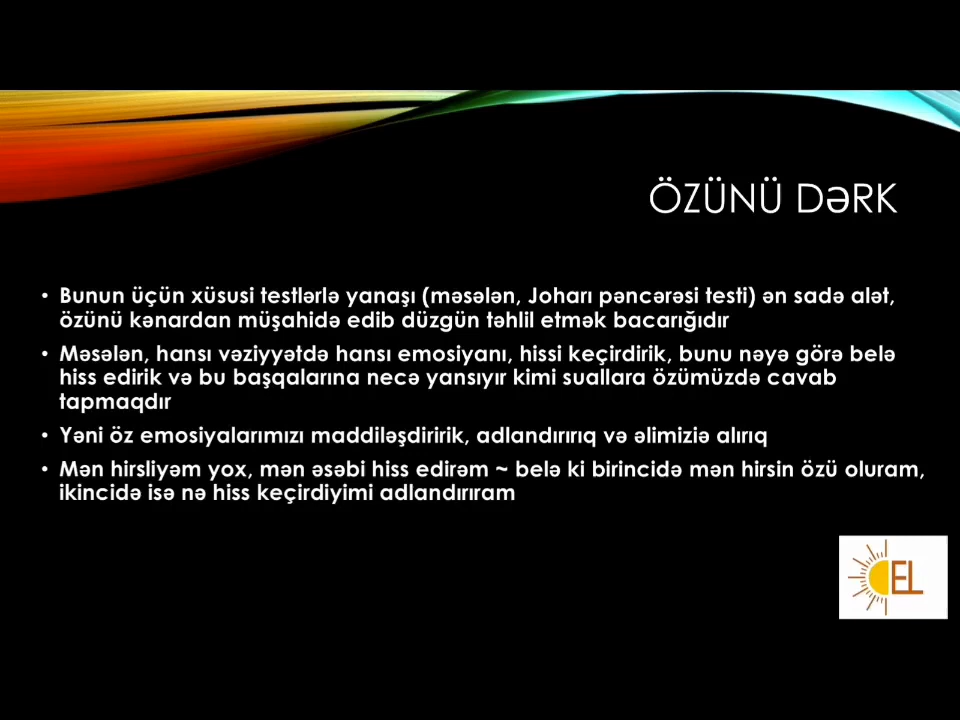 ÖZÜNÜ DƏRK
• Bunun üçün xüsusi testlərlə yanaşı (məsələn, Joharı pəncərəsi testi) ən sadə alət,
özünü kənardan müşahidə edib düzgün təhlil etmək bacarığıdır
• Məsələn, hansı vəziyyətdə hansı emosiyanı, hissi keçirdirik, bunu nəyə görə belə
hiss edirik və bu başqalarına necə yansıyır kimi suallara özümüzdə cavab
tapmaqdır
• Yəni öz emosiyalarımızı maddiləşdiririk, adlandırırıq və əlimiziə alırıq
• Mən hirsliyəm yox, mən əsəbi hiss edirəm ~ belə ki birincidə mən hirsin özü oluram,
ikincidə isə nə hiss keçirdiyimi adlandırıram
EL